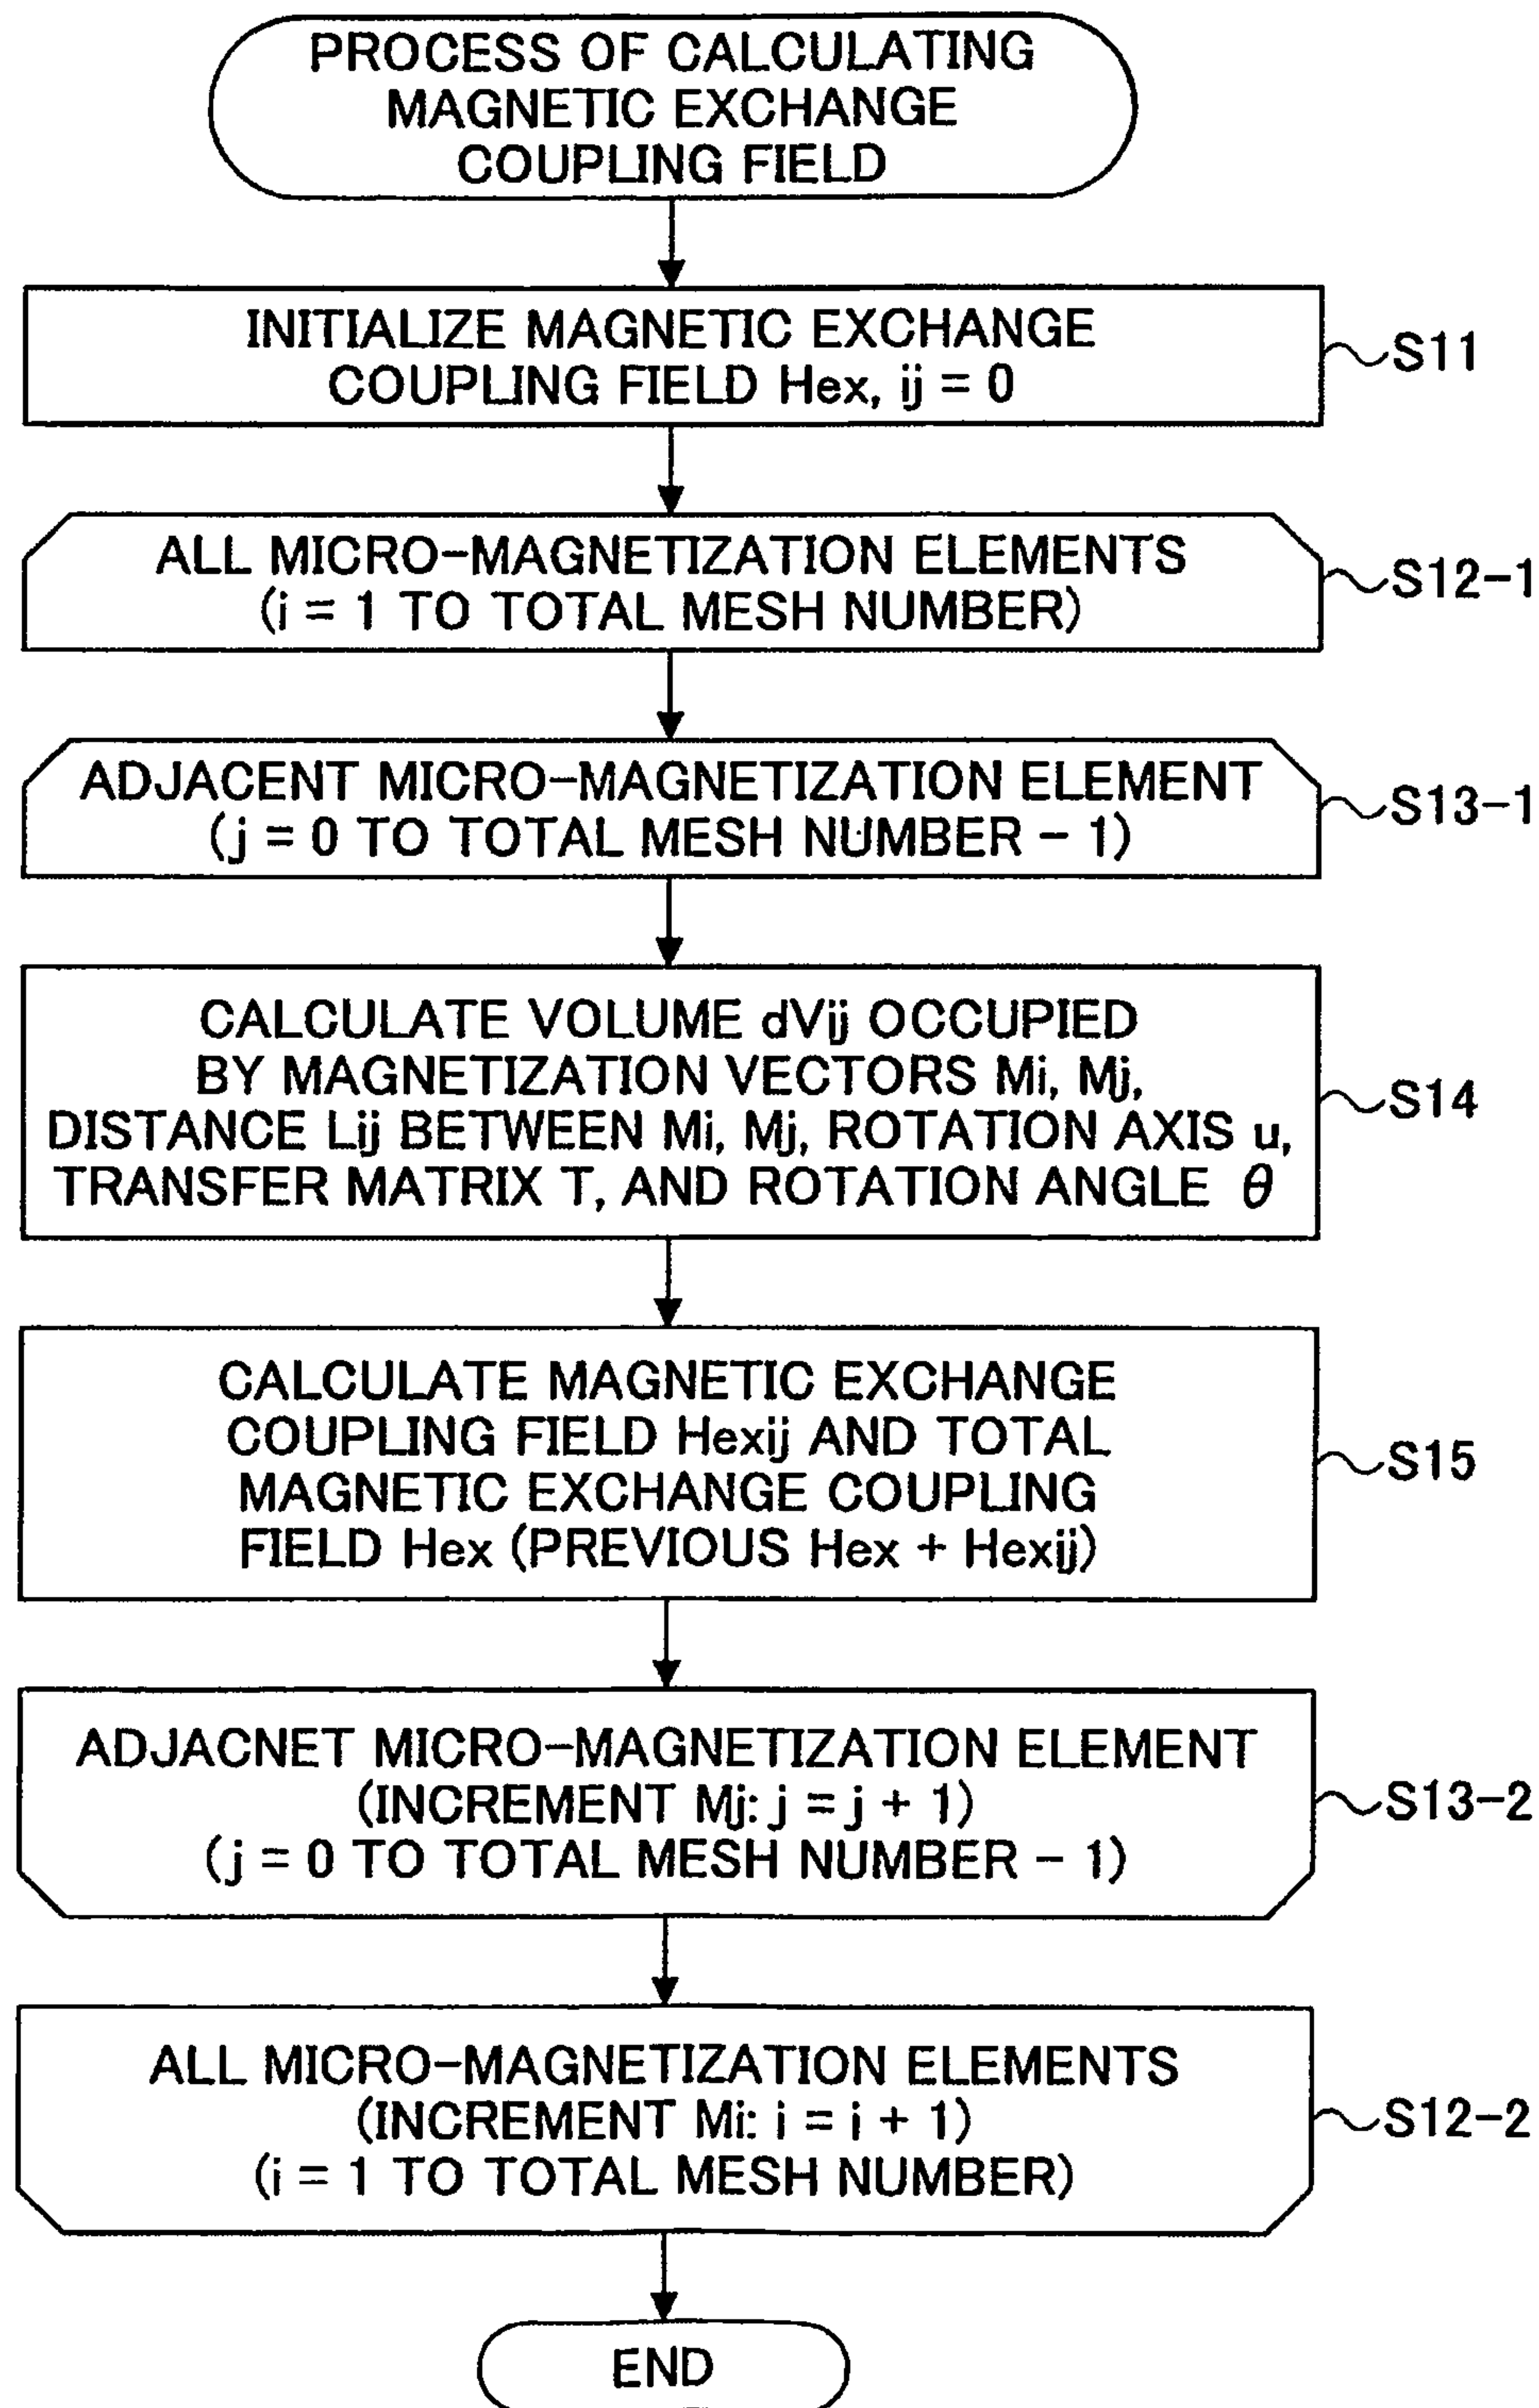 PROCESS OF CALCULATING
MAGNETIC EXCHANGE
COUPLING FIELD
INITIALIZE MAGNETIC EXCHANGE
COUPLING FIELD Hex, ij = 0
S11
ALL MICRO-MAGNETIZATION ELEMENTS
(i = 1 TO TOTAL MESH NUMBER)
S12-1
ADJACENT MICRO-MAGNETIZATION ELEMENT
(j = 0 TO TOTAL MESH NUMBER - 1)
S13-1
CALCULATE VOLUME dVij OCCUPIED
BY MAGNETIZATION VECTORS Mi, Mj,
DISTANCE Lij BETWEEN Mi, Mj, ROTATION AXIS u,
TRANSFER MATRIX T, AND ROTATION ANGLE θ
S14
CALCULATE MAGNETIC EXCHANGE
COUPLING FIELD Hexij AND TOTAL
MAGNETIC EXCHANGE COUPLING
FIELD Hex (PREVIOUS Hex + Hexij)
S15
ADJACNET MICRO-MAGNETIZATION ELEMENT
(INCREMENT Mj: j = j + 1)
(j = 0 TO TOTAL MESH NUMBER - 1)
S13-2
ALL MICRO-MAGNETIZATION ELEMENTS
(INCREMENT Mi: i = i + 1)
(i = 1 TO TOTAL MESH NUMBER)
S12-2
END